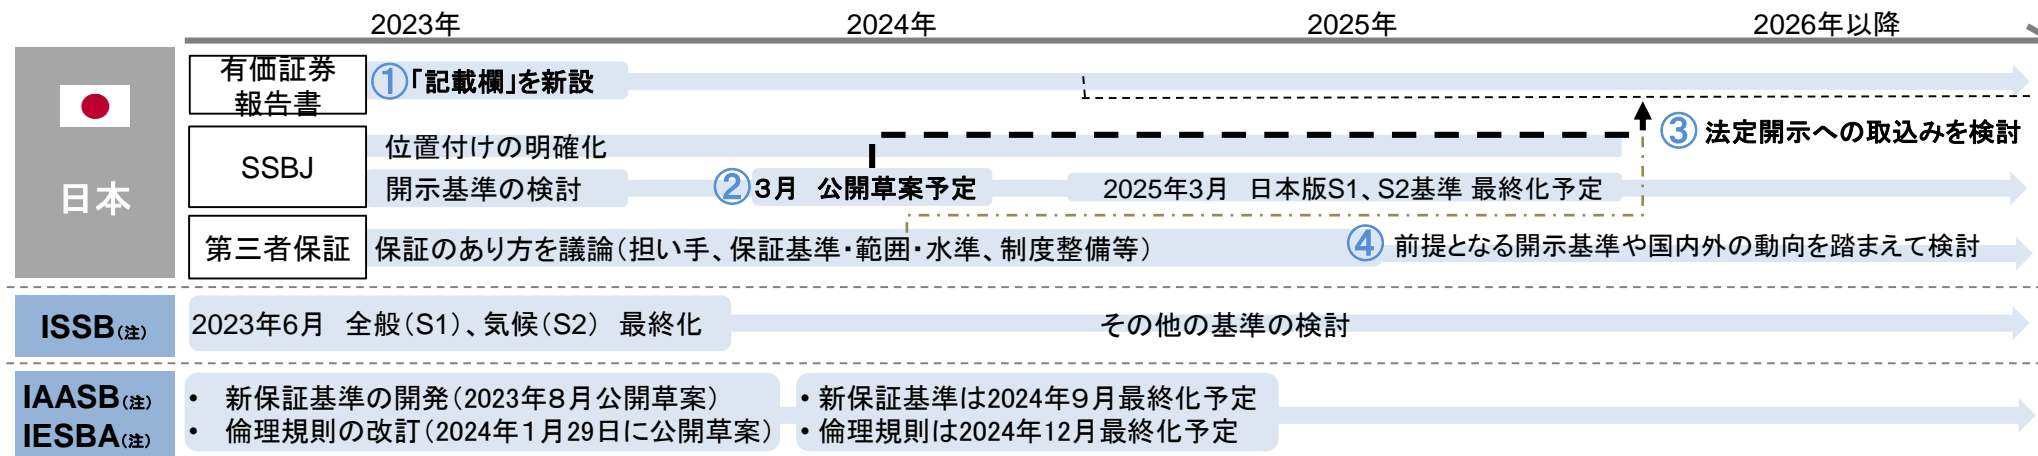 2023年
2024年
2025年
2026年以降
日本
有価証券
報告書
①「記載欄」を新設
SSBJ
位置付けの明確化
③ 法定開示への取込みを検討
開示基準の検討
② 3月 公開草案予定
2025年3月 日本版S1、S2基準 最終化予定
第三者保証
保証のあり方を議論(担い手、保証基準・範囲・水準、制度整備等)
④ 前提となる開示基準や国内外の動向を踏まえて検討
ISSB(注)
2023年6月 全般(S1)、気候(S2) 最終化
その他の基準の検討
IAASB(注)
IESBA(注)
• 新保証基準の開発(2023年8月公開草案)
• 倫理規則の改訂(2024年1月29日に公開草案)
• 新保証基準は2024年9月最終化予定
• 倫理規則は2024年12月最終化予定